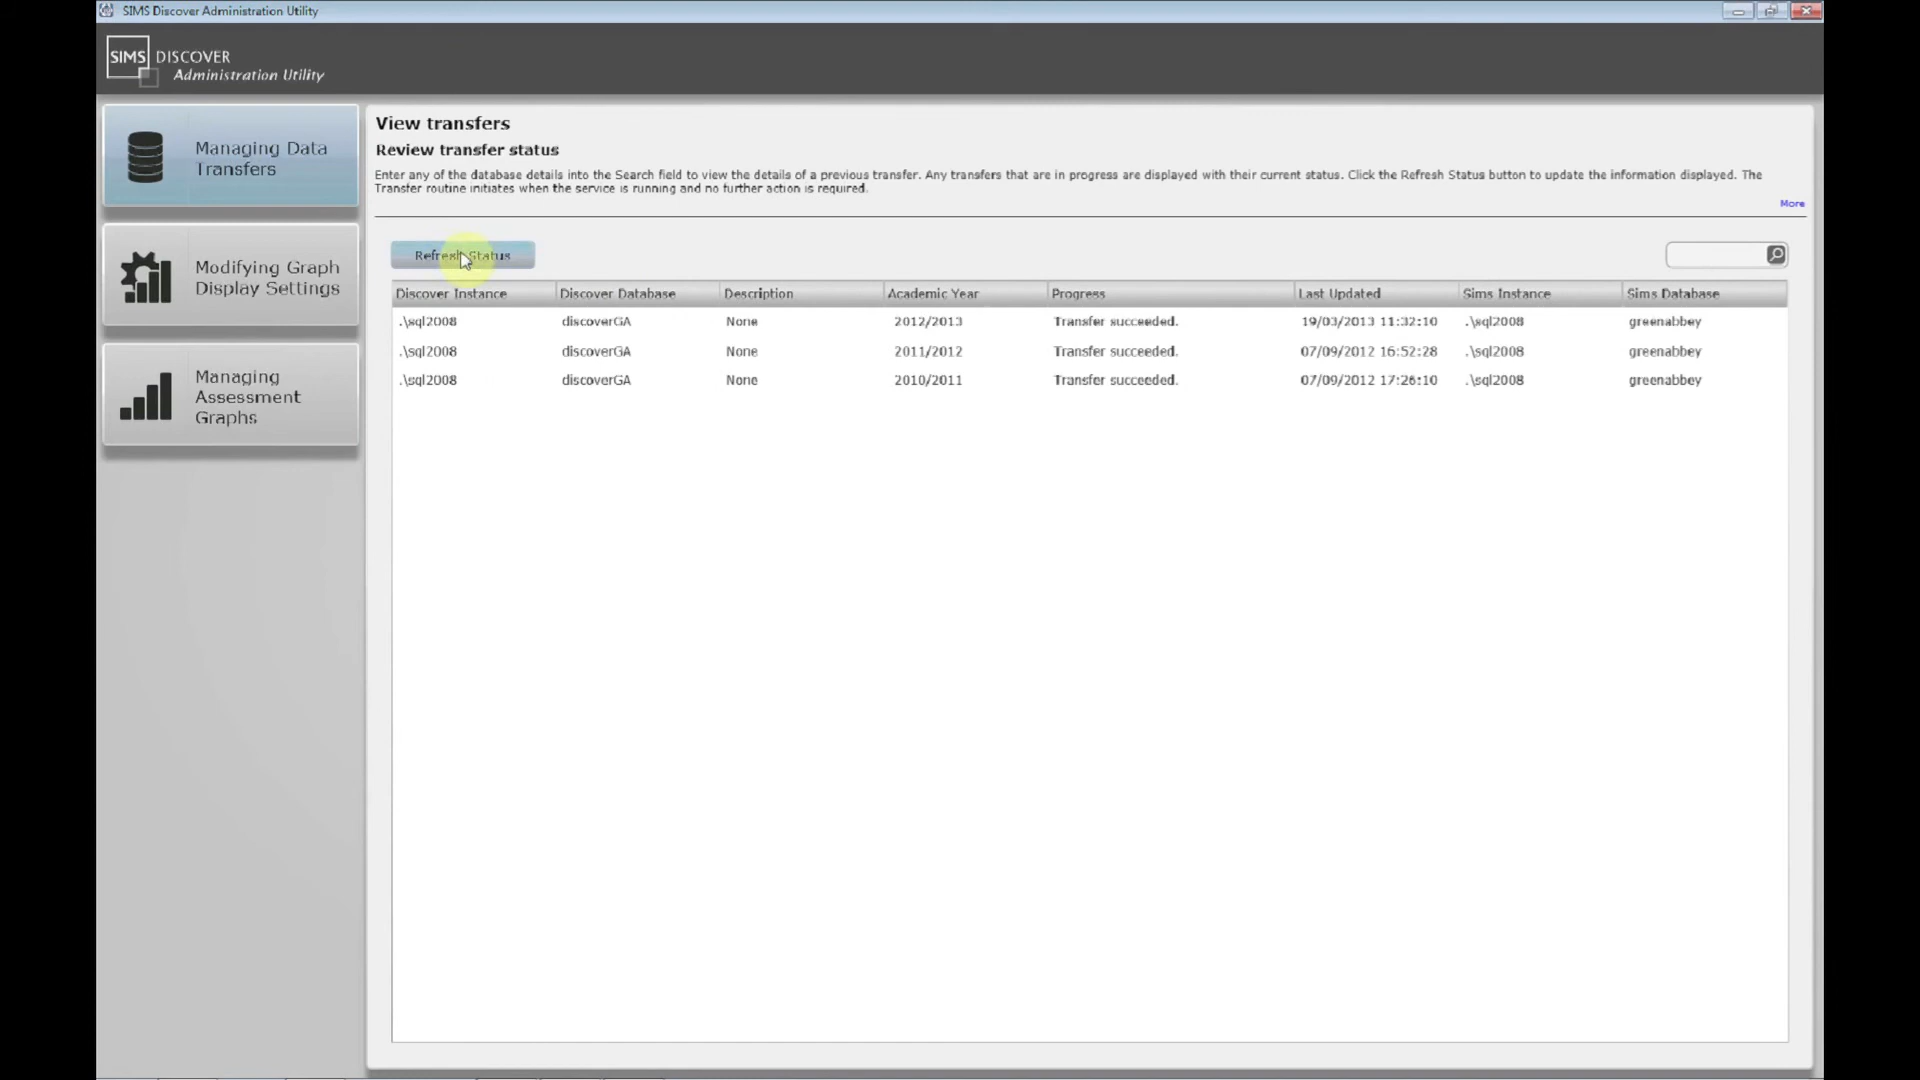 SIMS Discover Administration Utility
SIMS DISCOVER
Administration Utility
Managing Data
Transfers
Modifying Graph
Display Settings
Managing
Assessment
Graphs
View transfers
Review transfer status
Enter any of the database details into the Search field to view the details of a previous transfer. Any transfers that are in progress are displayed with their current status. Click the Refresh Status button to update the information displayed. The
Transfer routine initiates when the service is running and no further action is required.
More
Refresh Status
Discover Instance Discover Database Description Academic Year Progress Last Updated Sims Instance Sims Database
.\sql2008 discoverGA None 2012/2013 Transfer succeeded. 19/03/2013 11:32:10 .\sql2008 greenabbey
.\sql2008 discoverGA None 2011/2012 Transfer succeeded. 07/09/2012 16:52:28 .\sql2008 greenabbey
.\sql2008 discoverGA None 2010/2011 Transfer succeeded. 07/09/2012 17:26:10 .\sql2008 greenabbey